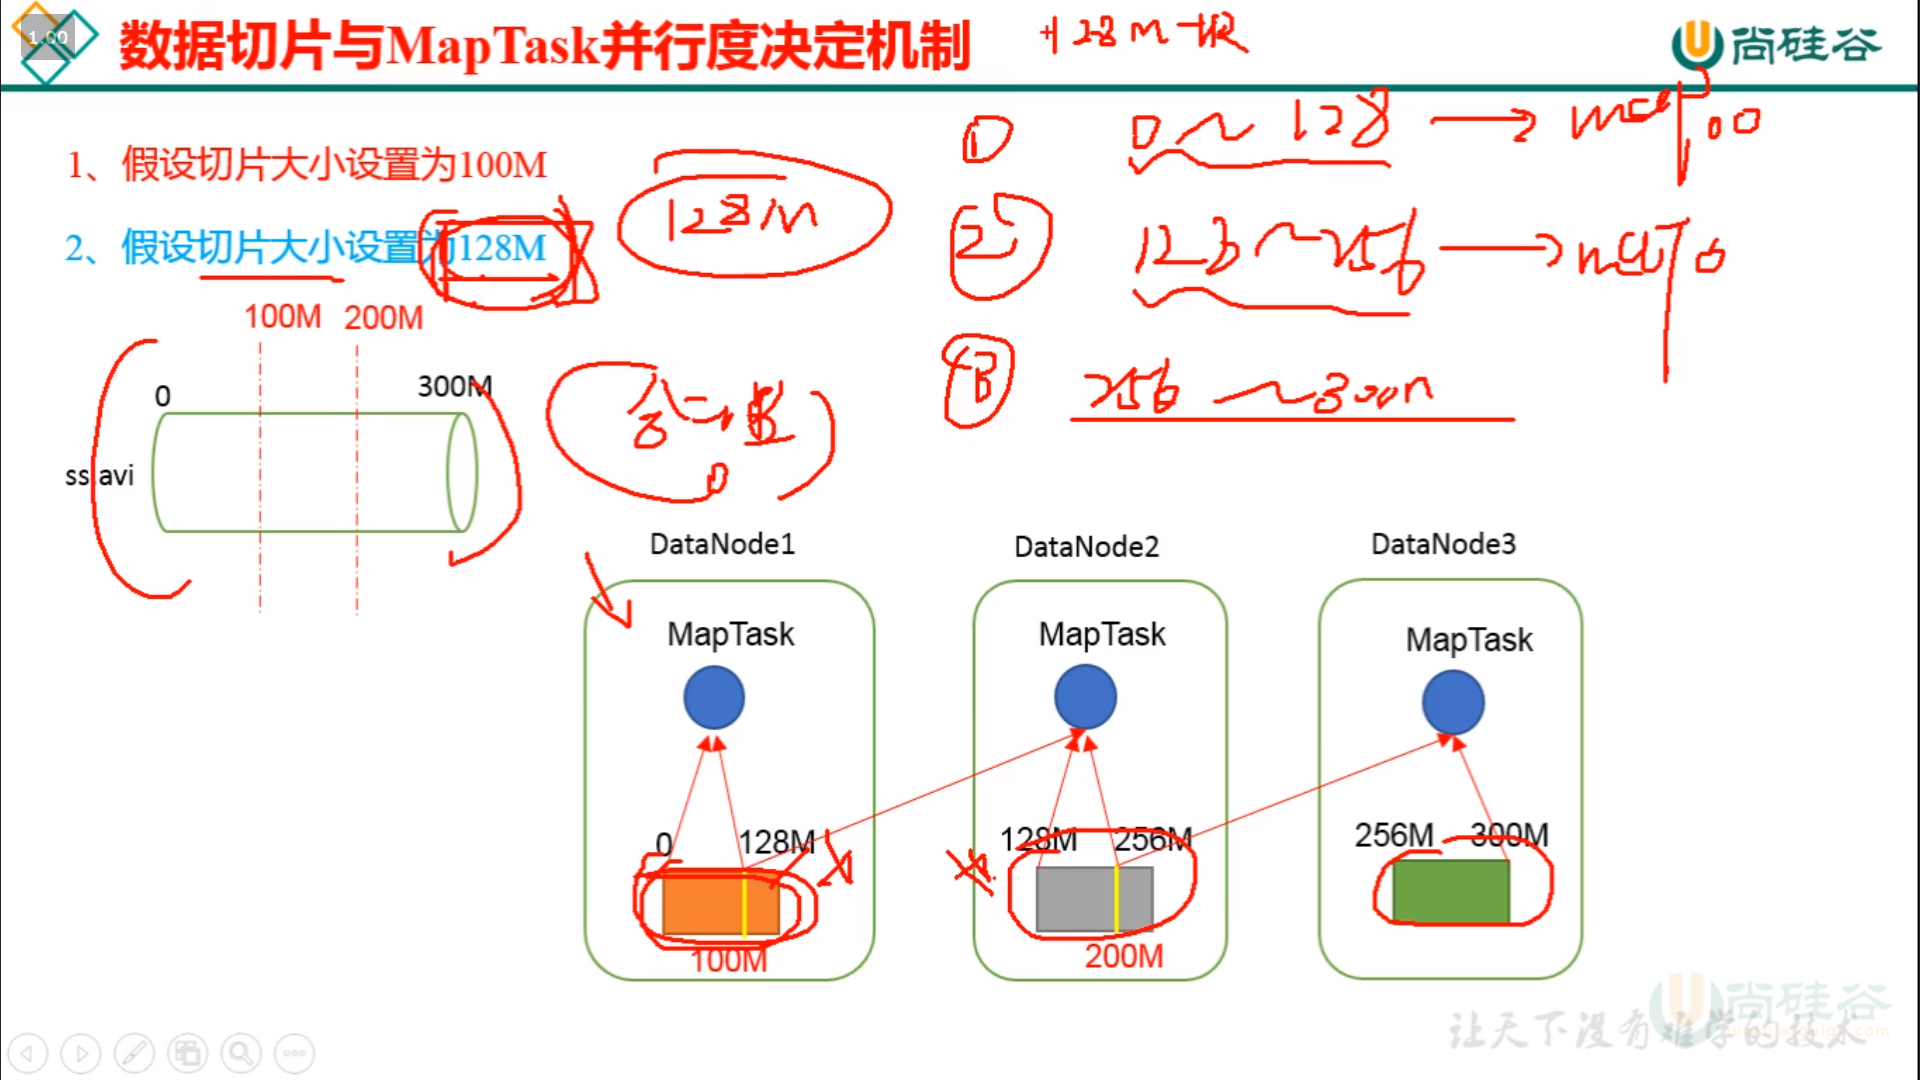 1.00
数据切片与MapTask并行度决定机制
128M一块
尚硅谷
1、假设切片大小设置为100M
128M
2、假设切片大小设置为128M
① 0~128 → map
② 128~256 → map
③ 256~300m
100M 200M
0 300M
ss.avi
DataNode1 DataNode2 DataNode3
MapTask MapTask MapTask
0 128M 128M 256M 256M 300M
100M 200M
尚硅谷
让天下没有难学的技术